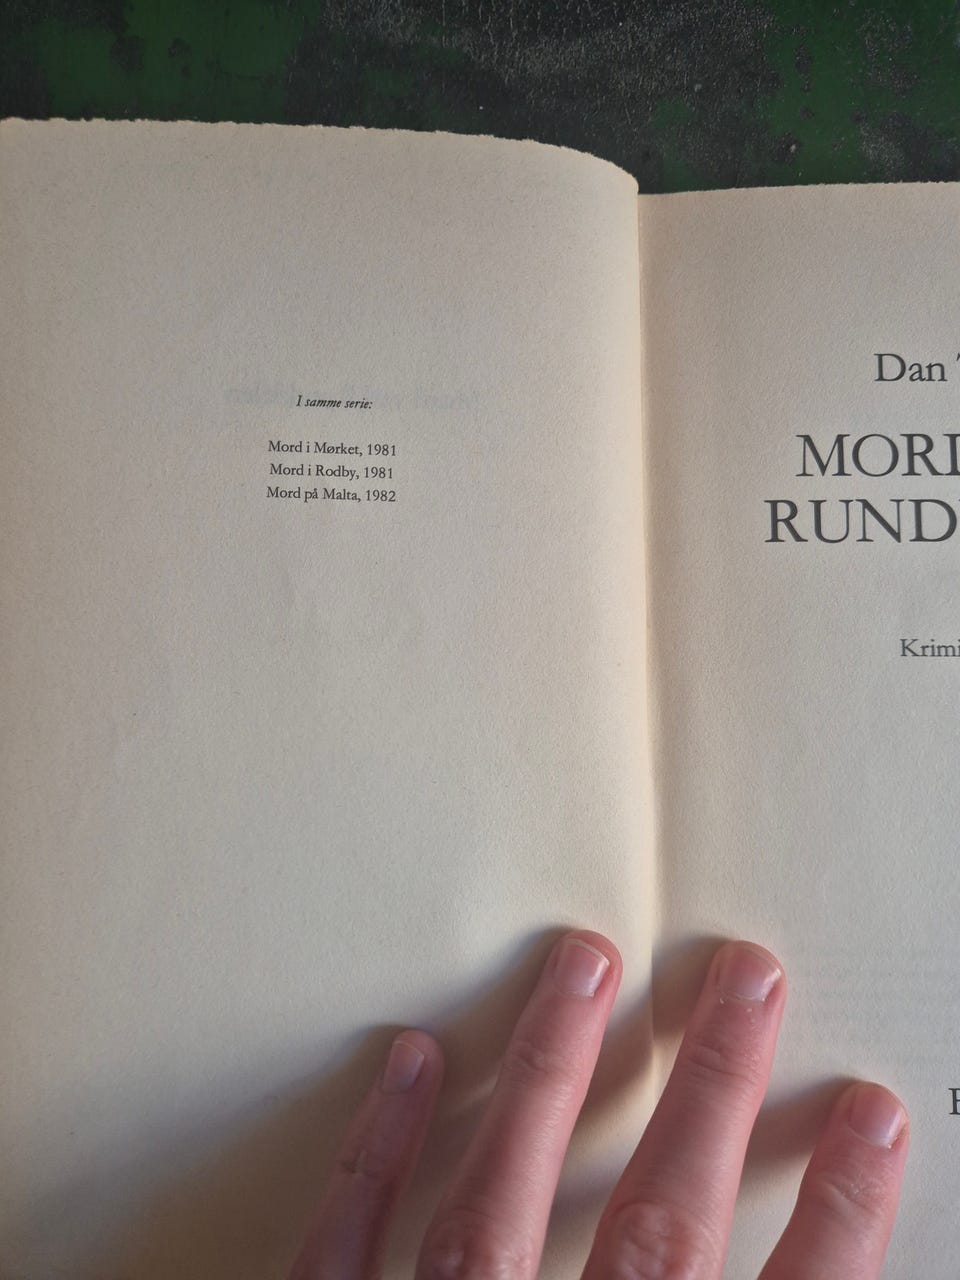 I samme serie:
Mord i Mørket, 1981
Mord i Rodby, 1981
Mord på Malta, 1982
Dan
MORD
RUND
Krimi